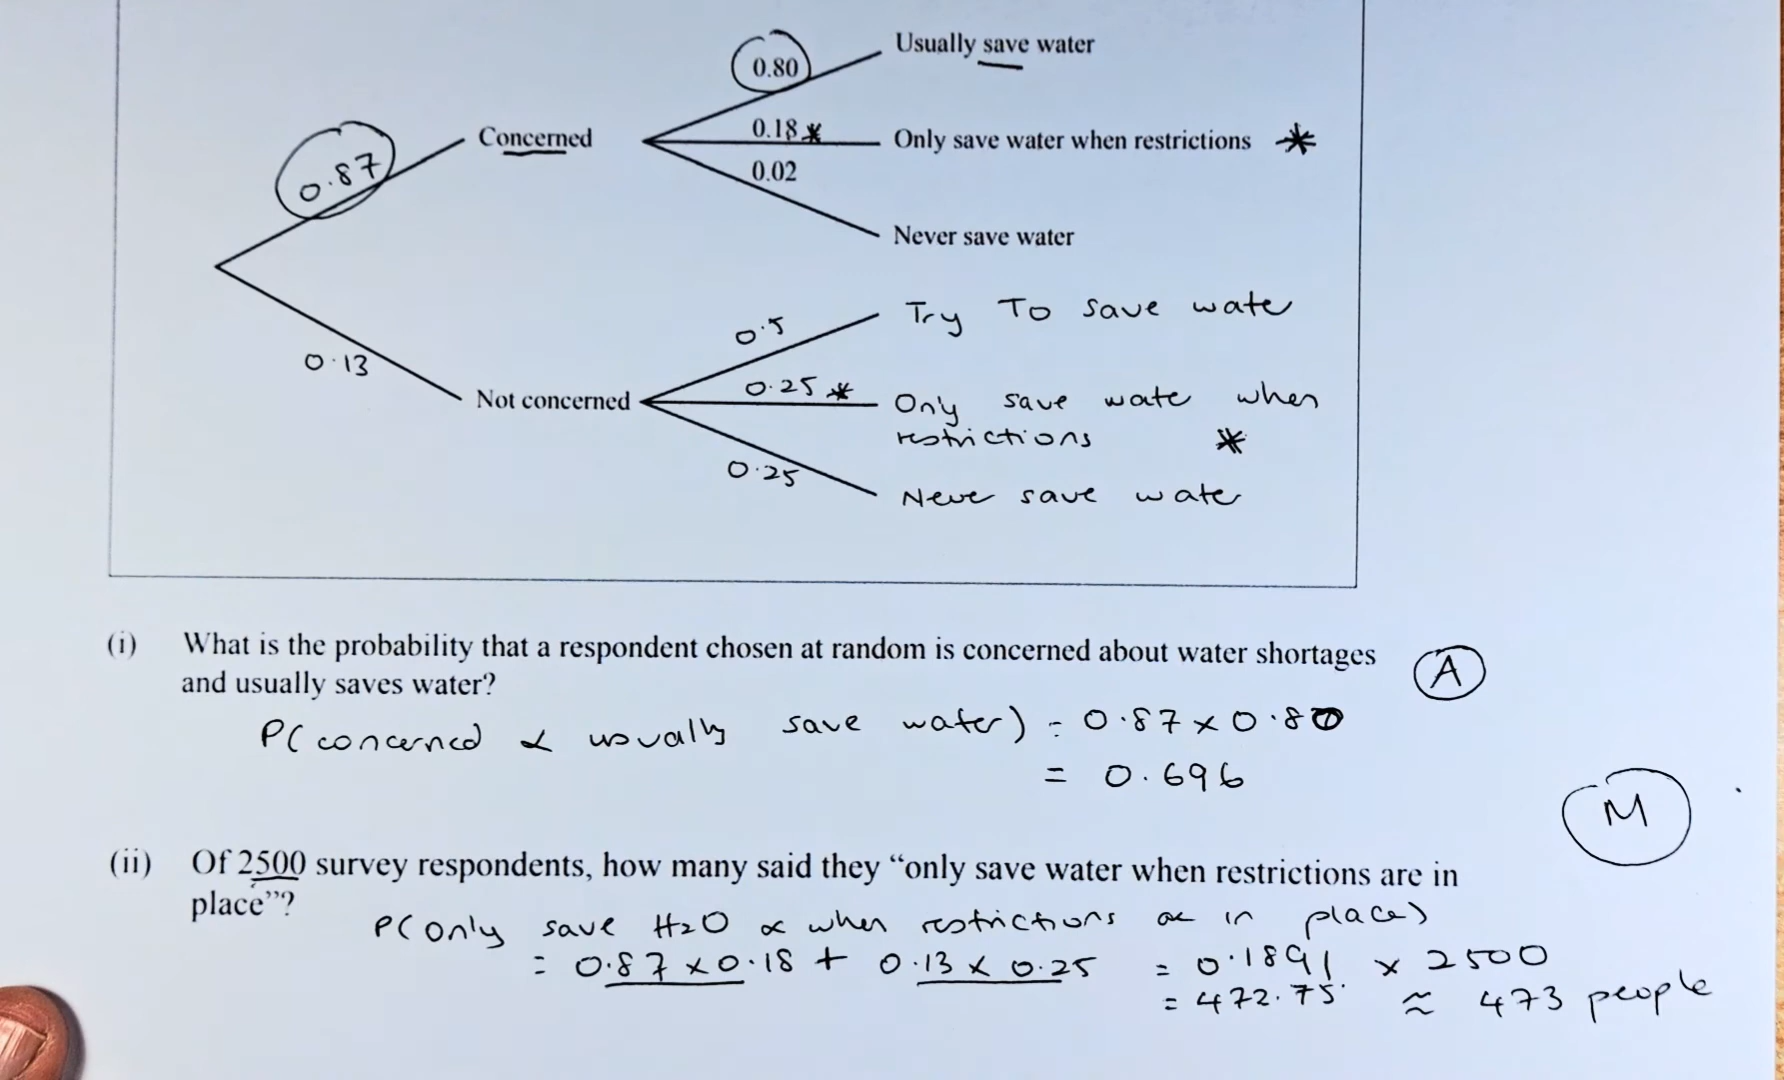 Usually save water
0.80
0.87
Concerned
0.18 *
Only save water when restrictions *
0.02
Never save water
0.13
Not concerned
0.5
Try To save wate
0.25 *
Only save wate when
restrictions *
0.25
Neve save wate
(i) What is the probability that a respondent chosen at random is concerned about water shortages
and usually saves water?
A
P(concerned & usually save water) = 0.87 x 0.80
= 0.696
M
(ii) Of 2500 survey respondents, how many said they “only save water when restrictions are in
place”?
P(only save H2O & when restrictions are in place)
= 0.87 x 0.18 + 0.13 x 0.25 = 0.1891 x 2500
= 472.75 ≈ 473 people